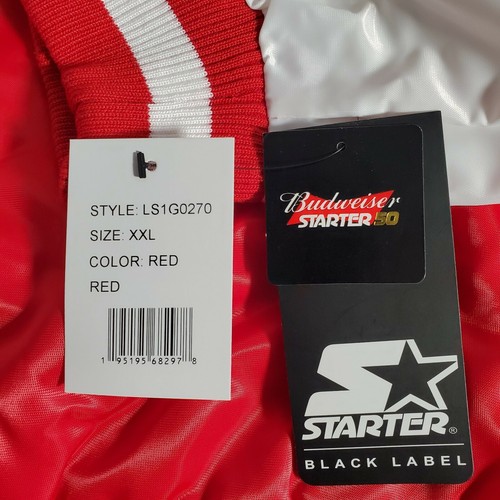 STYLE: LS1G0270
SIZE: XXL
COLOR: RED
RED
1 95195 68297 8
Budweiser
STARTER 50
STARTER®
BLACK LABEL